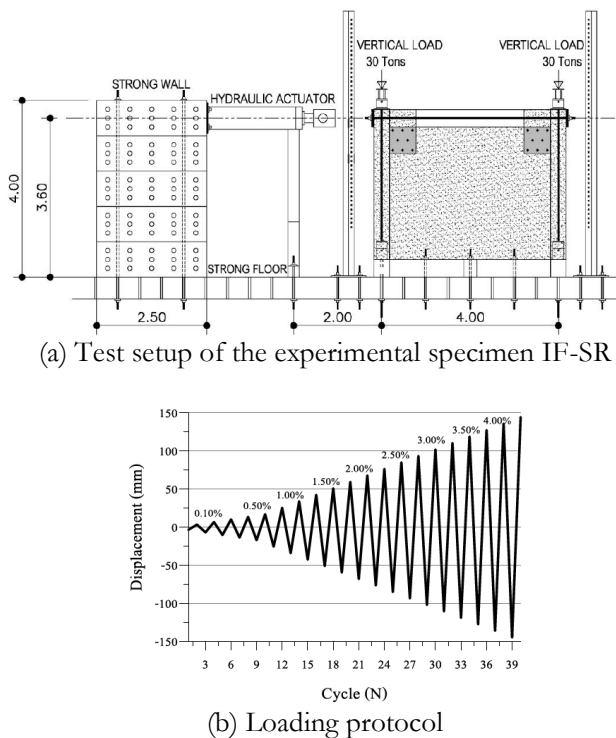 VERTICAL LOAD
30 Tons
VERTICAL LOAD
30 Tons
STRONG WALL
HYDRAULIC ACTUATOR
4.00
3.60
STRONG FLOOR
2.50
2.00
4.00
(a) Test setup of the experimental specimen IF-SR
150
100
50
0
-50
-100
-150
Displacement (mm)
0.10%
0.50%
1.00%
1.50%
2.00%
2.50%
3.00%
3.50%
4.00%
3 6 9 12 15 18 21 24 27 30 33 36 39
Cycle (N)
(b) Loading protocol